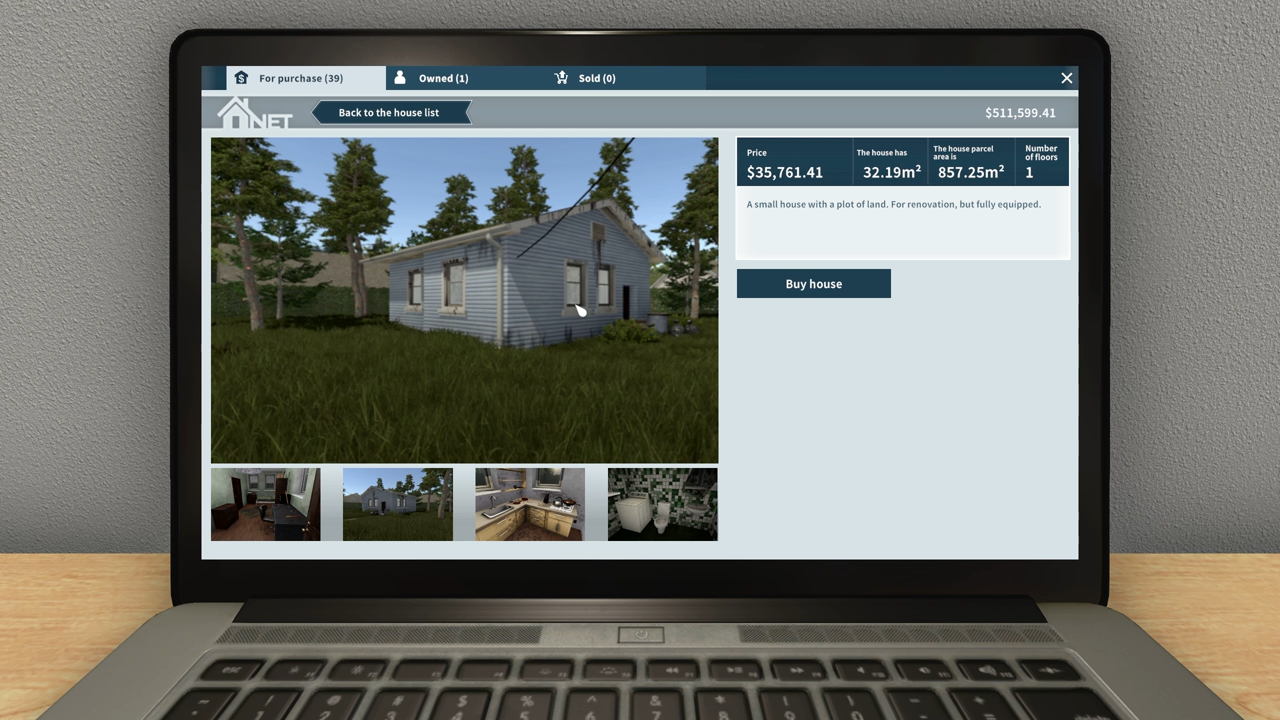 For purchase (39)
Owned (1)
Sold (0)
NET
Back to the house list
$511,599.41
Price
$35,761.41
The house has
32.19m²
The house parcel
area is
857.25m²
Number
of floors
1
A small house with a plot of land. For renovation, but fully equipped.
Buy house
esc